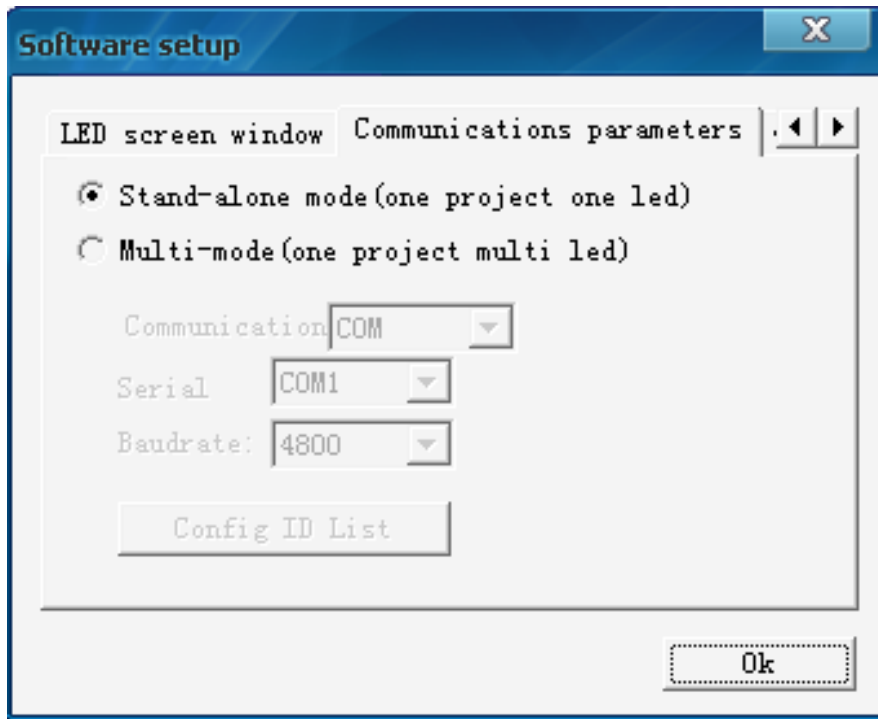 Software setup
LED screen window Communications parameters
Stand-alone mode(one project one led)
Multi-mode(one project multi led)
Communication COM
Serial COM1
Baudrate: 4800
Config ID List
Ok